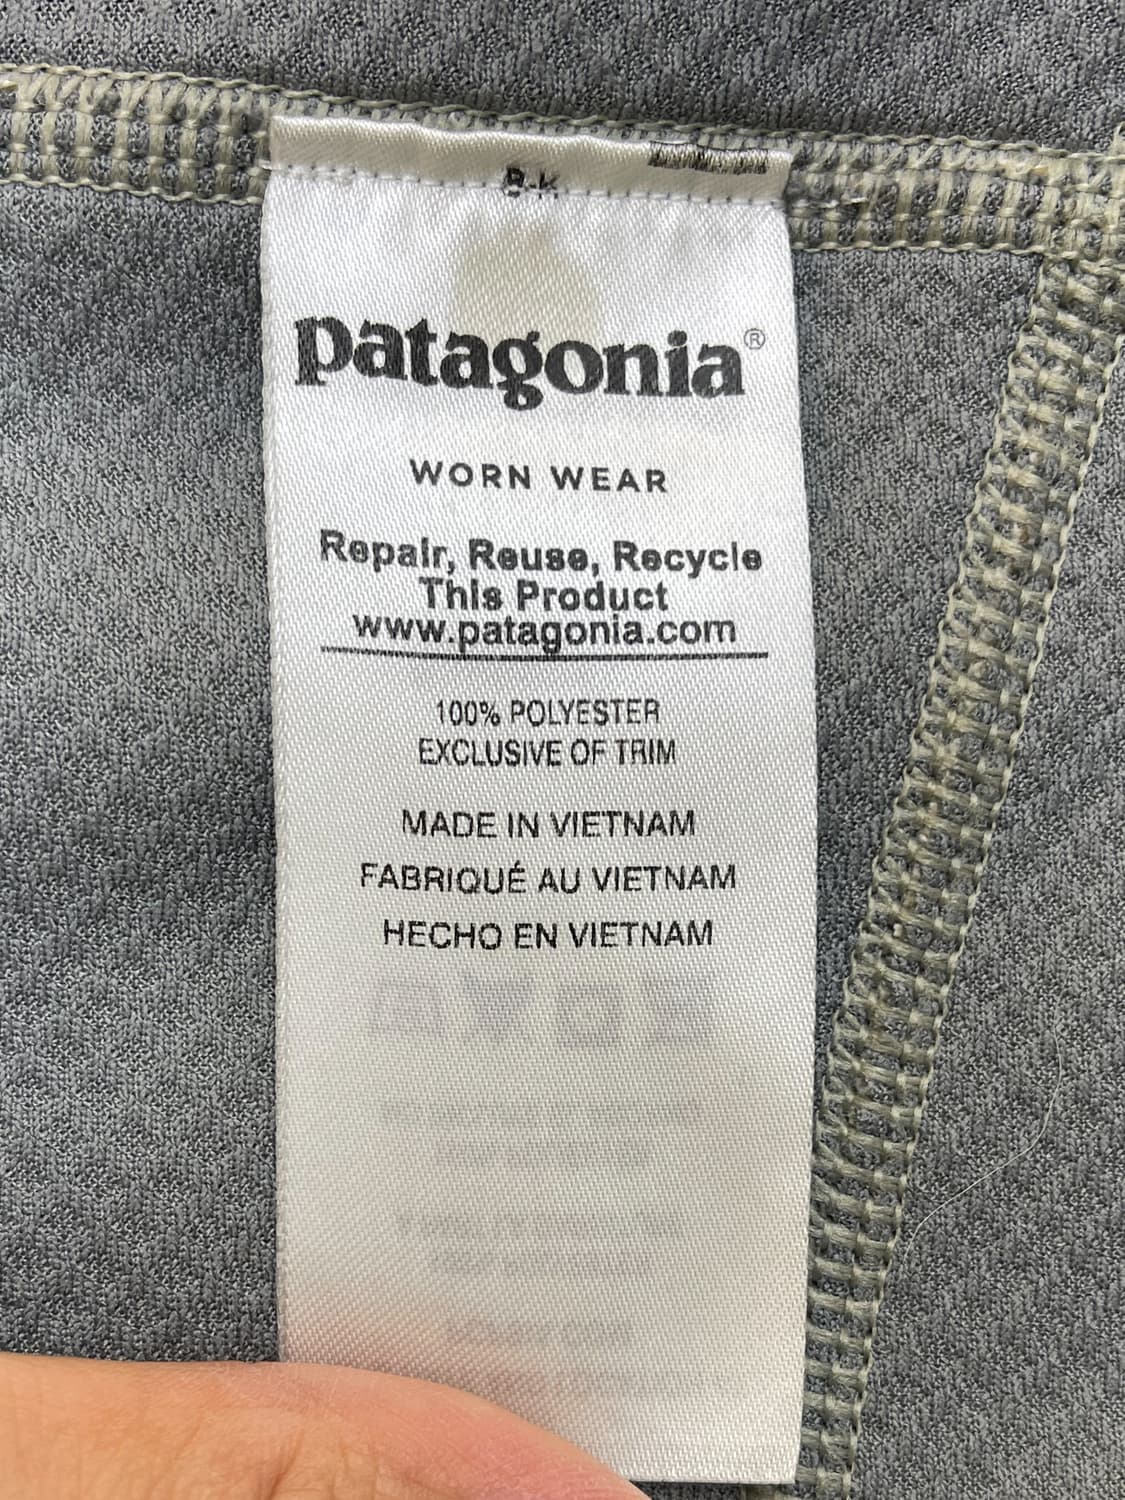 8-K
patagonia®
WORN WEAR
Repair, Reuse, Recycle
This Product
www.patagonia.com
100% POLYESTER
EXCLUSIVE OF TRIM
MADE IN VIETNAM
FABRIQUÉ AU VIETNAM
HECHO EN VIETNAM